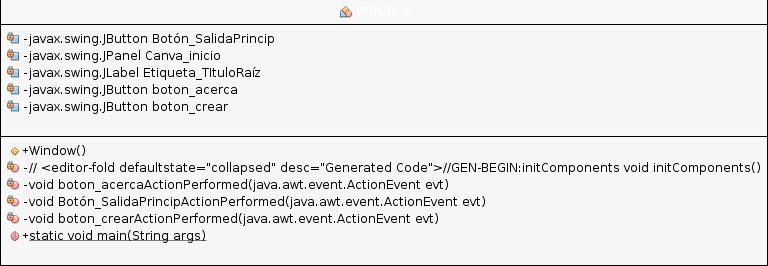 Window
-javax.swing.JButton Botón_SalidaPrincip
-javax.swing.JPanel Canva_inicio
-javax.swing.JLabel Etiqueta_TItuloRaíz
-javax.swing.JButton boton_acerca
-javax.swing.JButton boton_crear
+Window()
-// <editor-fold defaultstate="collapsed" desc="Generated Code">//GEN-BEGIN:initComponents void initComponents()
-void boton_acercaActionPerformed(java.awt.event.ActionEvent evt)
-void Botón_SalidaPrincipActionPerformed(java.awt.event.ActionEvent evt)
-void boton_crearActionPerformed(java.awt.event.ActionEvent evt)
+static void main(String args)